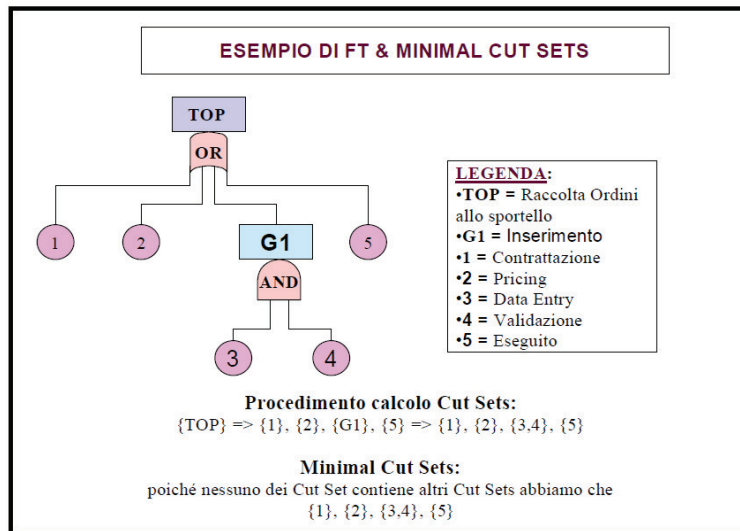 ESEMPIO DI FT & MINIMAL CUT SETS
TOP
OR
1
2
G1
5
AND
3
4
LEGENDA:
•TOP = Raccolta Ordini
allo sportello
•G1 = Inserimento
•1 = Contrattazione
•2 = Pricing
•3 = Data Entry
•4 = Validazione
•5 = Eseguito
Procedimento calcolo Cut Sets:
{TOP} => {1}, {2}, {G1}, {5} => {1}, {2}, {3,4}, {5}
Minimal Cut Sets:
poiché nessuno dei Cut Set contiene altri Cut Sets abbiamo che
{1}, {2}, {3,4}, {5}